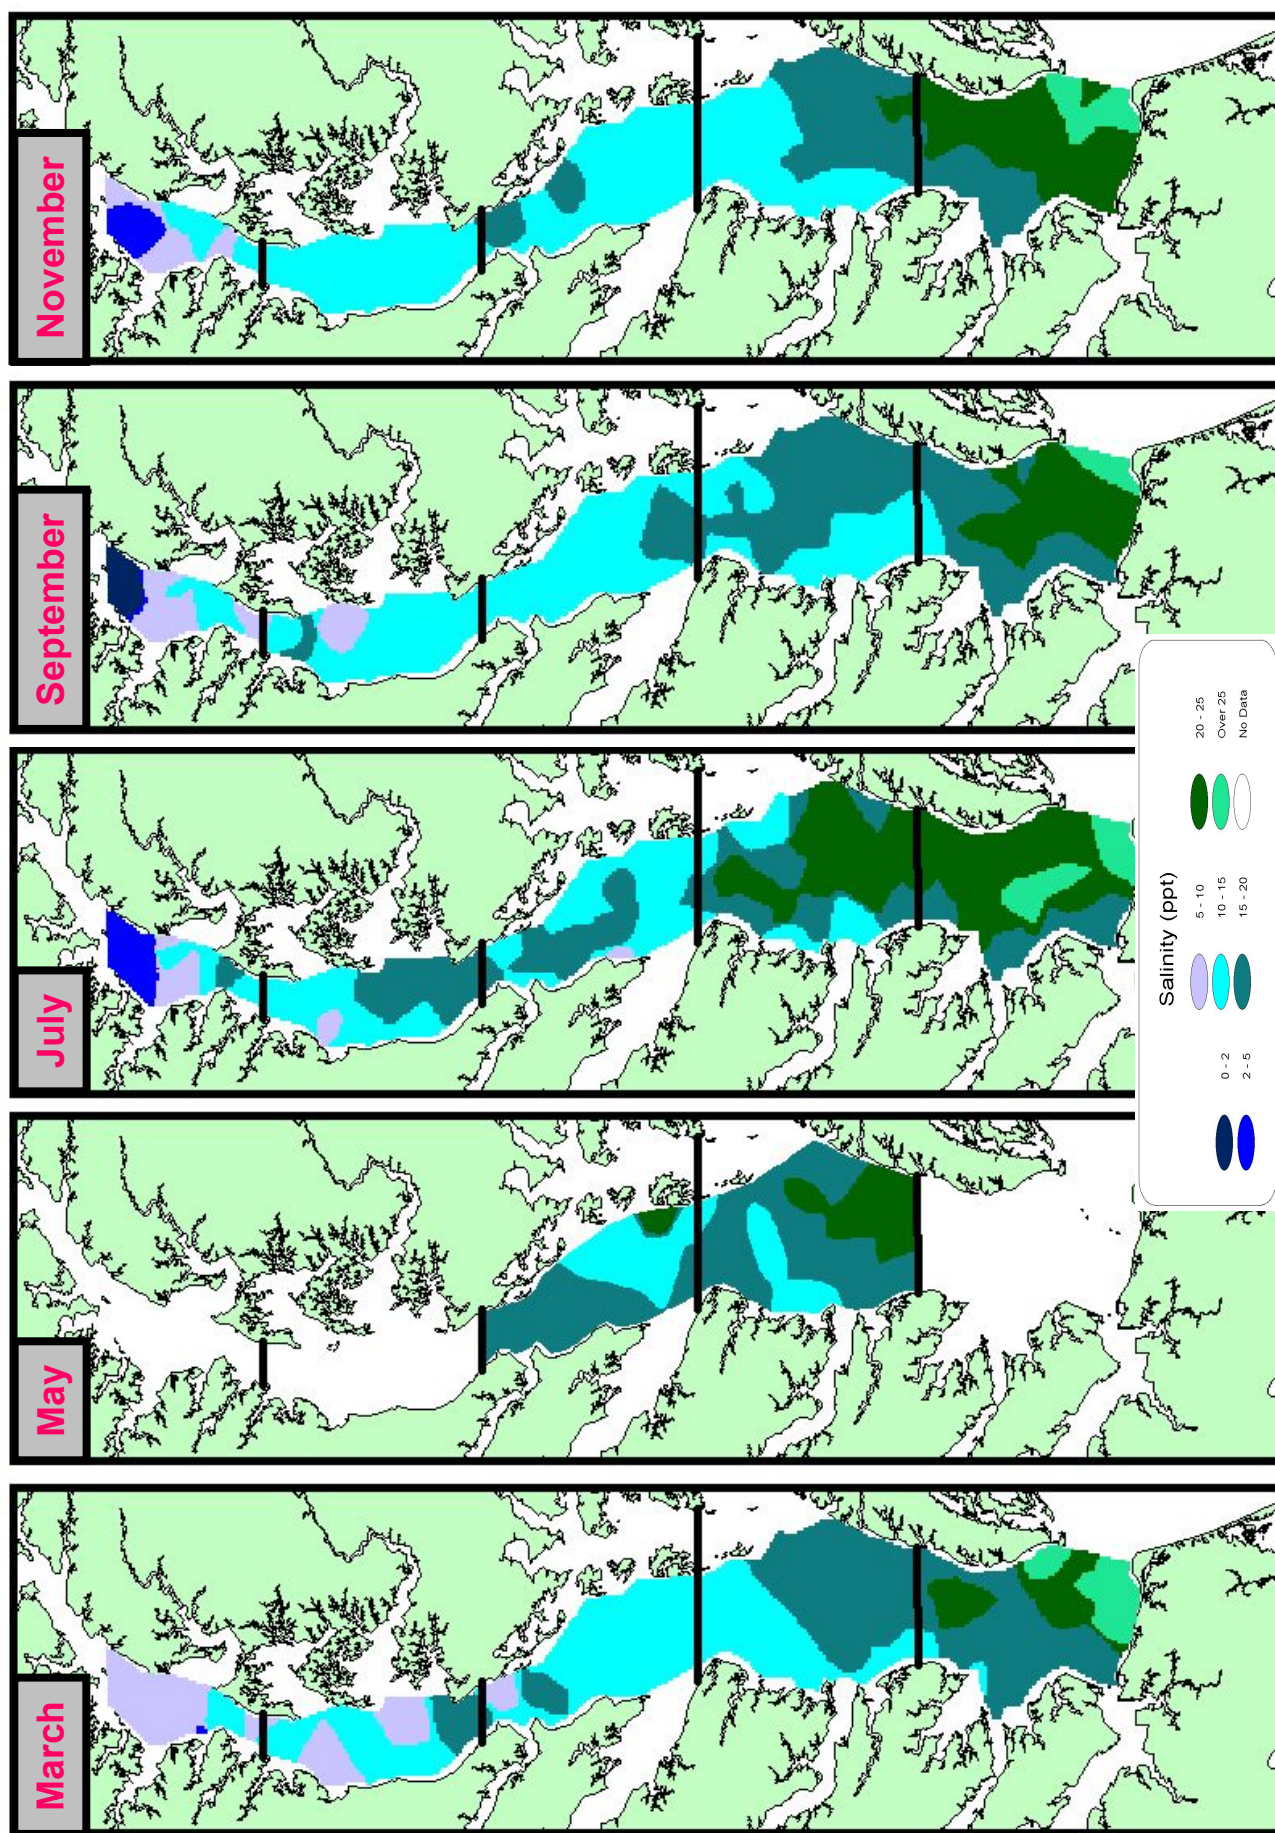 March
May
July
September
November
Salinity (ppt)
0 - 2
2 - 5
5 - 10
10 - 15
15 - 20
20 - 25
Over 25
No Data